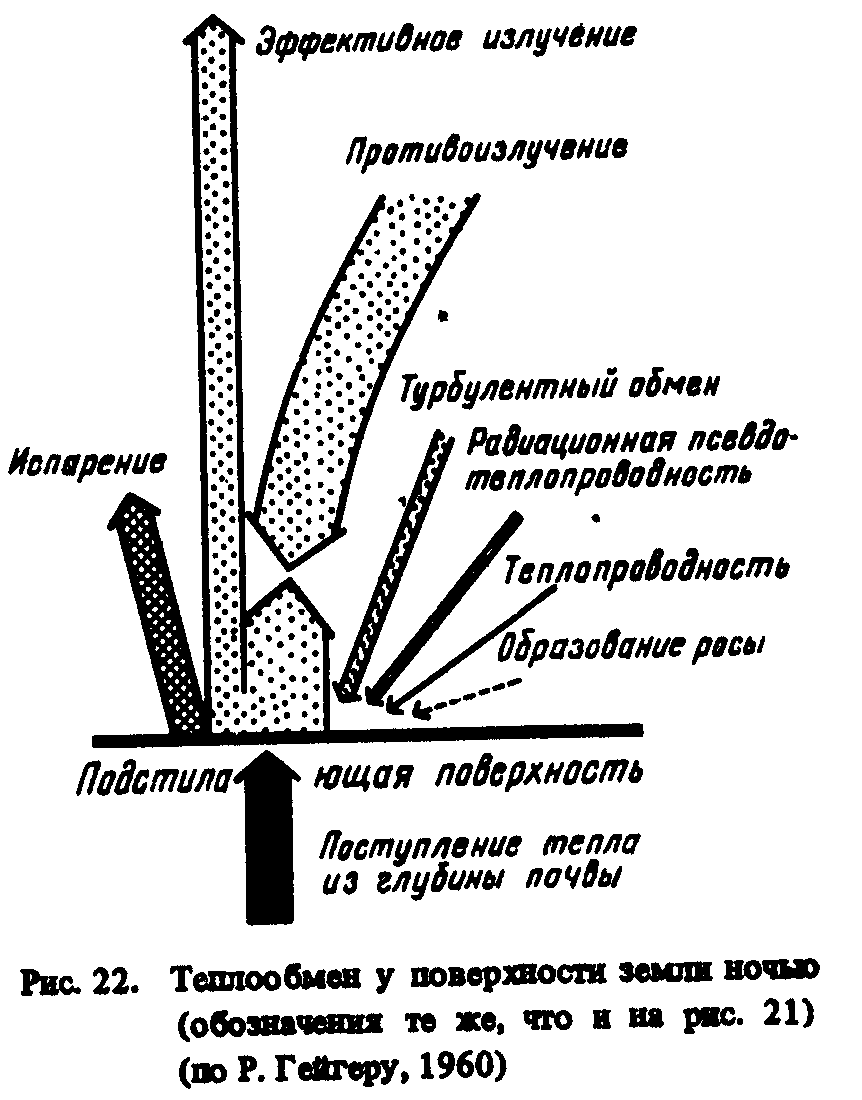 Эффективное излучение
Противоизлучение
Турбулентный обмен
Радиационная псевдо-
теплопроводность
Испарение
Теплопроводность
Образование росы
Подстилающая поверхность
Поступление тепла
из глубины почвы
Рис. 22. Теплообмен у поверхности земли ночью
(обозначения те же, что и на рис. 21)
(по Р. Гейгеру, 1960)